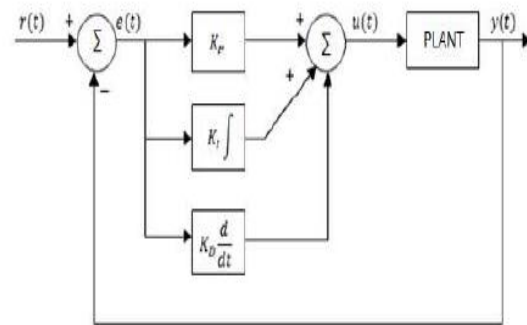 r(t) + Σ e(t) K_P + Σ u(t) PLANT y(t)
−
+
K_I ∫
K_D d/dt